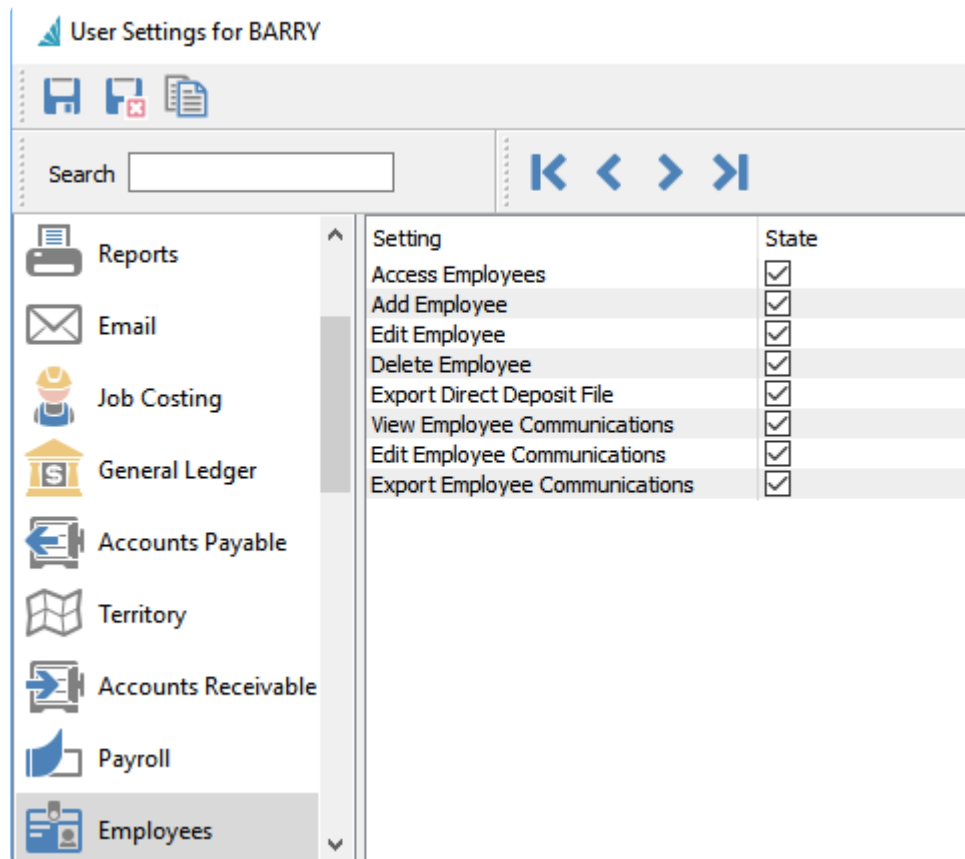 User Settings for BARRY
Search
Reports
Email
Job Costing
General Ledger
Accounts Payable
Territory
Accounts Receivable
Payroll
Employees
Setting State
Access Employees
Add Employee
Edit Employee
Delete Employee
Export Direct Deposit File
View Employee Communications
Edit Employee Communications
Export Employee Communications